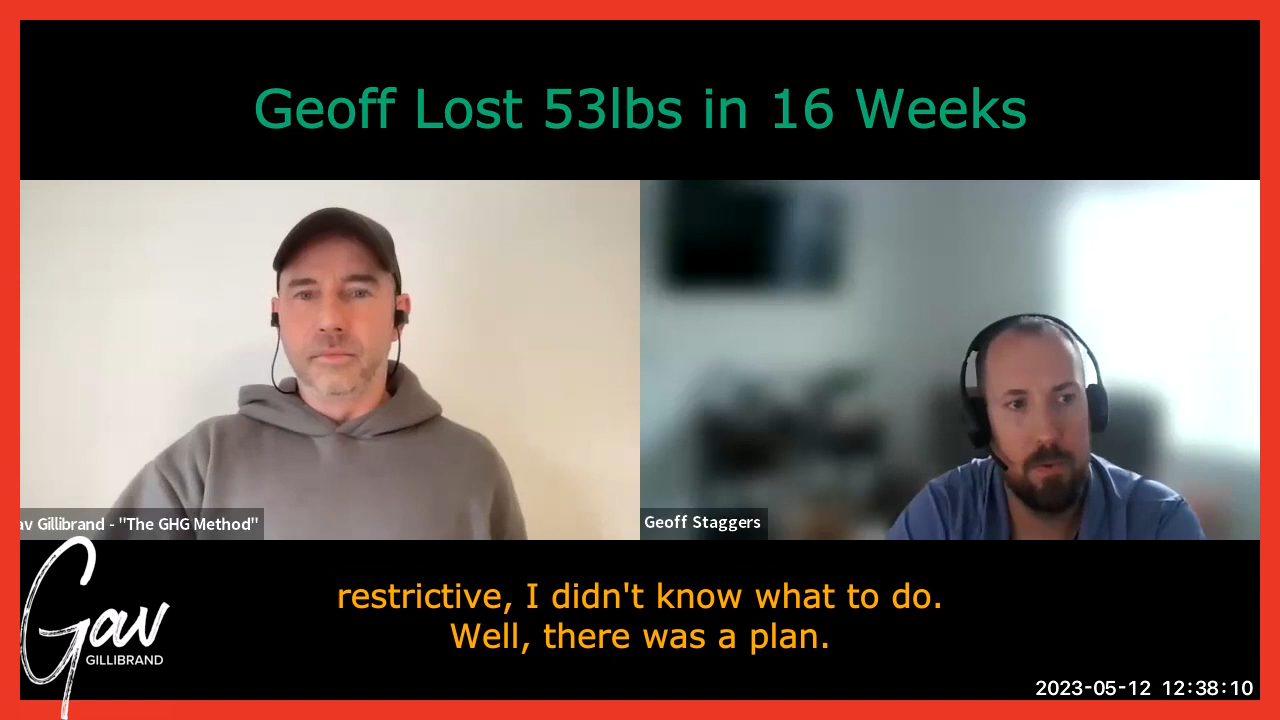 Geoff Lost 53lbs in 16 Weeks
av Gillibrand - "The GHG Method"
Geoff Staggers
restrictive, I didn't know what to do.
Well, there was a plan.
Gav
GILLIBRAND
2023-05-12 12:38:10